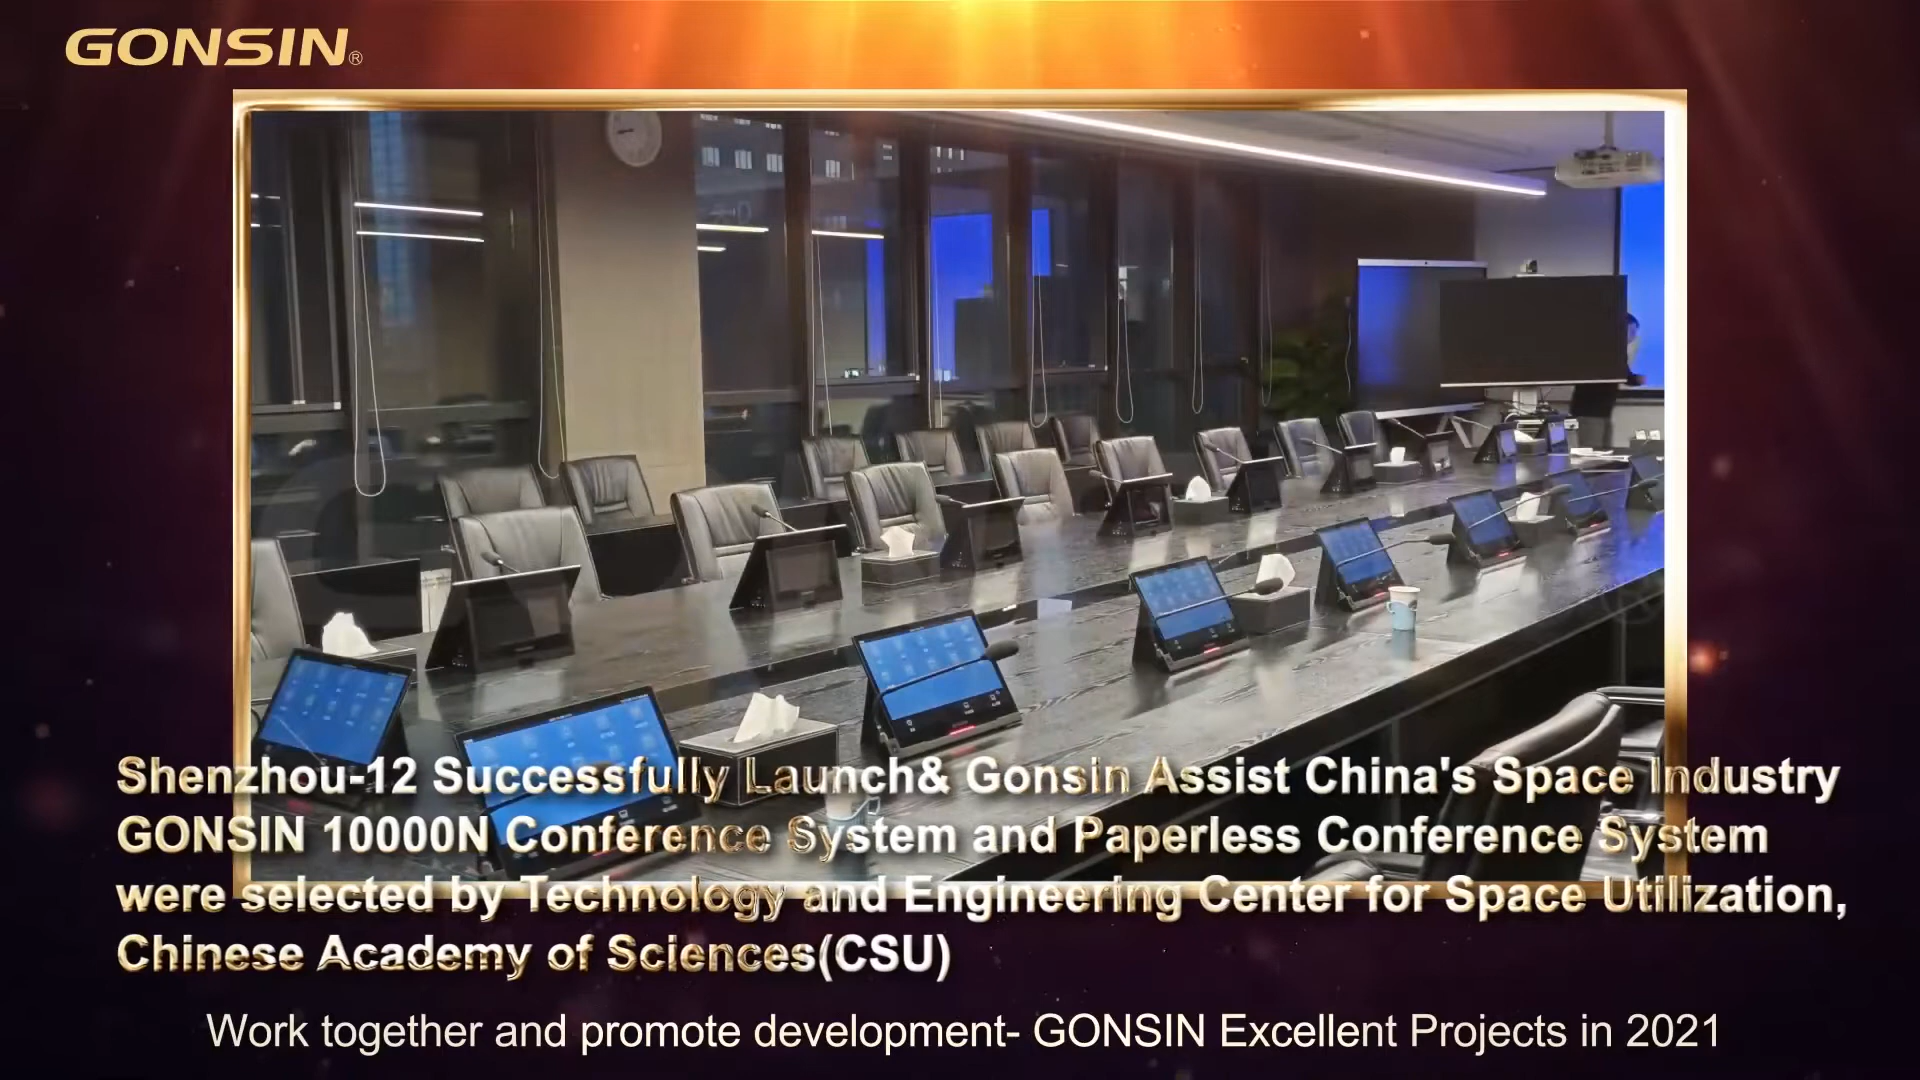 GONSIN®
Shenzhou-12 Successfully Launch& Gonsin Assist China's Space Industry
GONSIN 10000N Conference System and Paperless Conference System
were selected by Technology and Engineering Center for Space Utilization,
Chinese Academy of Sciences(CSU)
Work together and promote development- GONSIN Excellent Projects in 2021